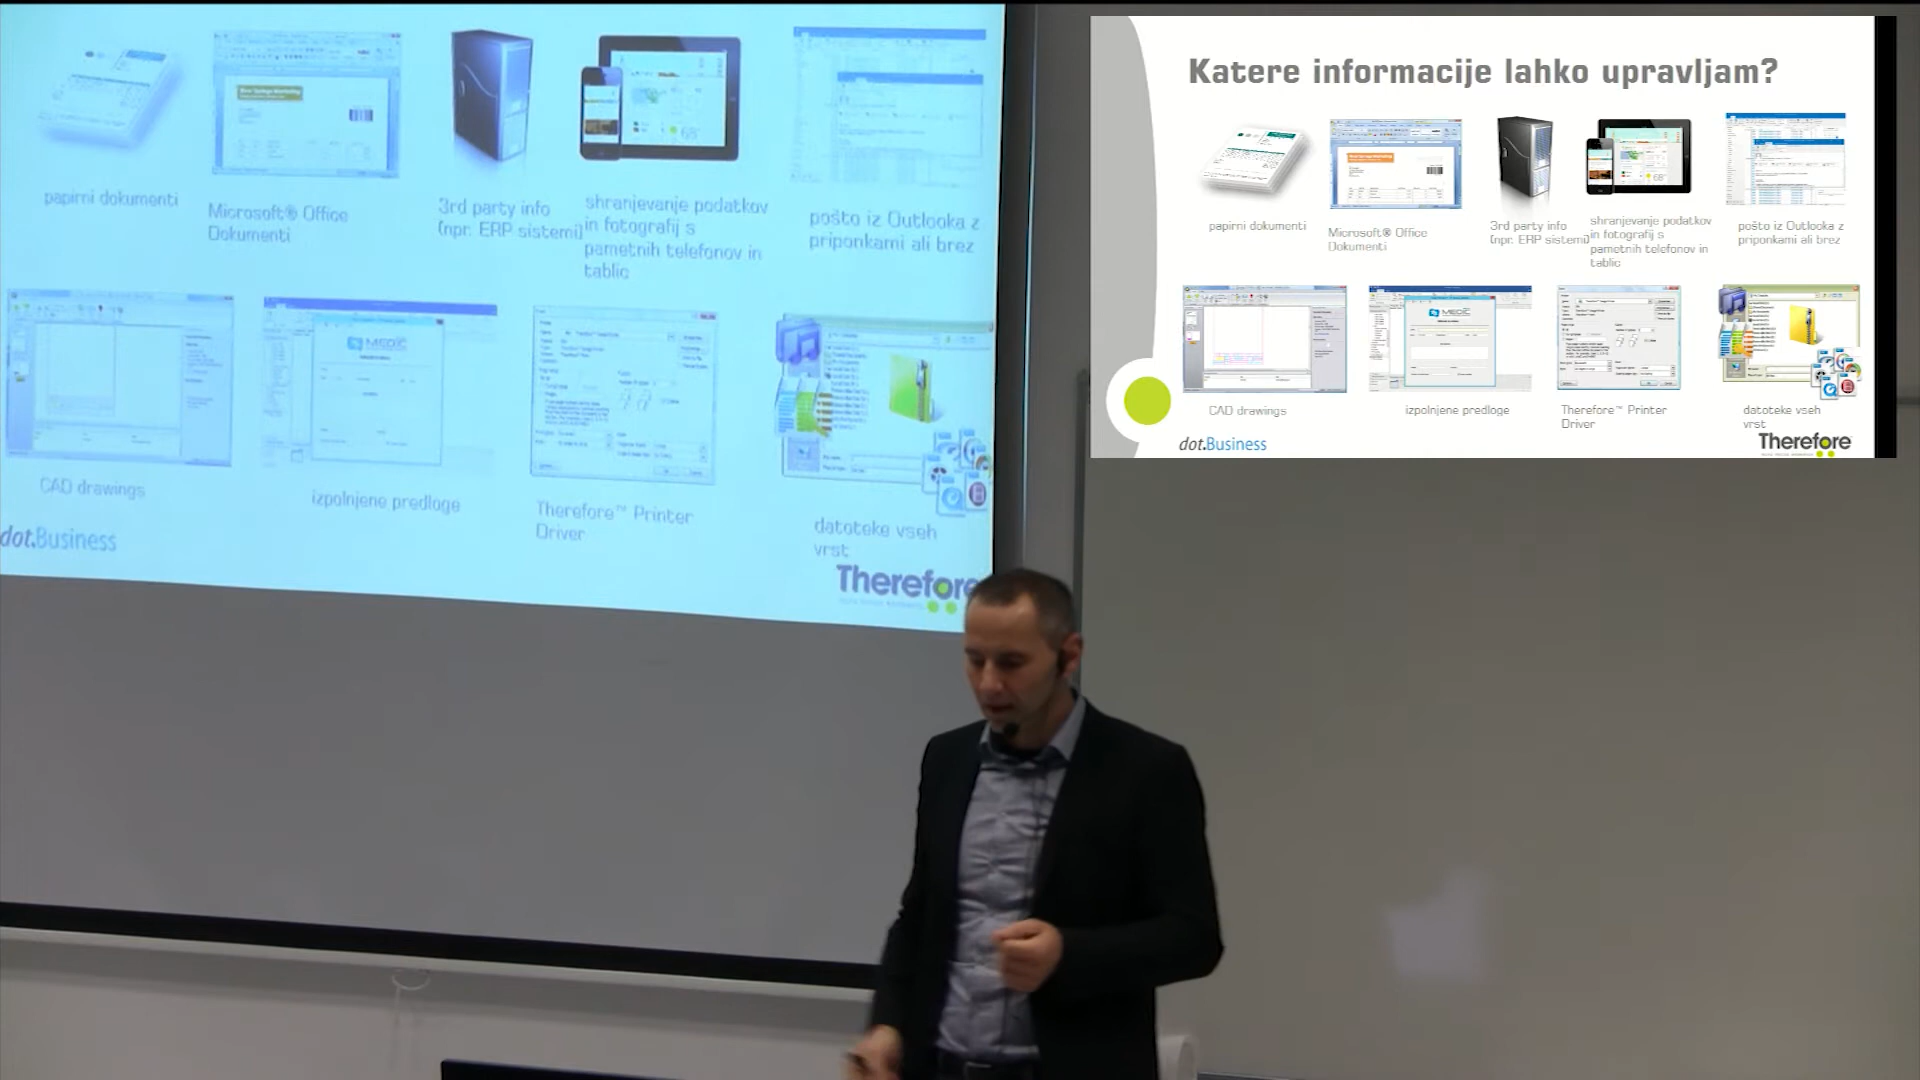 papirni dokumenti
Microsoft® Office
Dokumenti
3rd party info
(npr. ERP sistemi)
shranjevanje podatkov
in fotografij s
pametnih telefonov in
tablic
pošto iz Outlooka z
priponkami ali brez
MEDIC
CAD drawings
izpolnjene predloge
Therefore™ Printer
Driver
datoteke vseh
vrst
dot.Business
Therefore
Katere informacije lahko upravljam?
papirni dokumenti
Microsoft® Office
Dokumenti
3rd party info
(npr. ERP sistemi)
shranjevanje podatkov
in fotografij s
pametnih telefonov in
tablic
pošto iz Outlooka z
priponkami ali brez
MEDIC
CAD drawings
izpolnjene predloge
Therefore™ Printer
Driver
datoteke vseh
vrst
dot.Business
Therefore